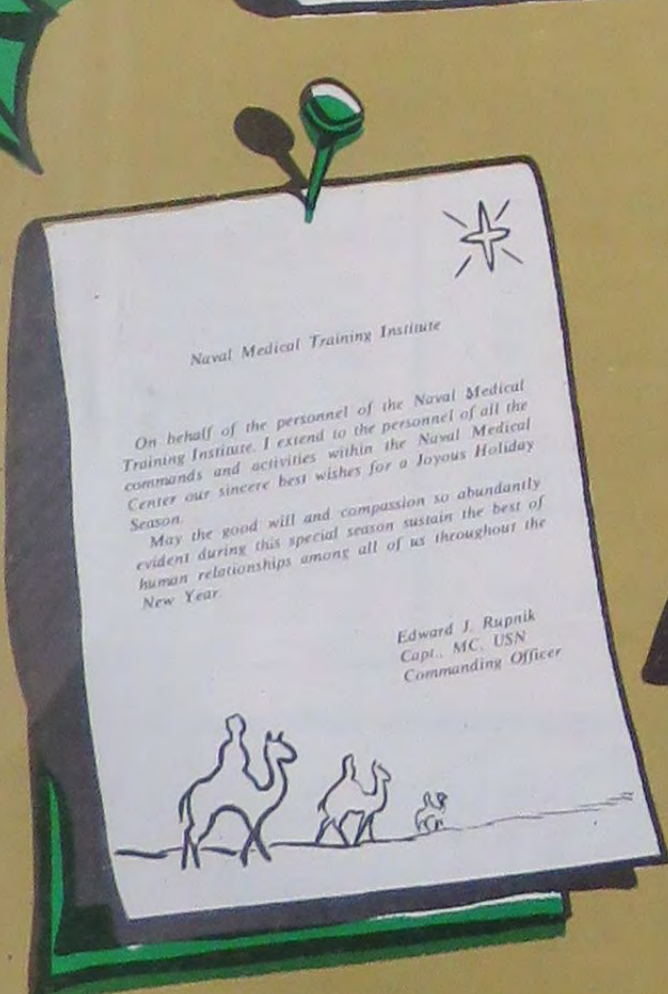 Naval Medical Training Institute
On behalf of the personnel of the Naval Medical
Training Institute, I extend to the personnel of all the
commands and activities within the Naval Medical
Center our sincere best wishes for a Joyous Holiday
Season.
May the good will and compassion so abundantly
evident during this special season sustain the best of
human relationships among all of us throughout the
New Year.
Edward J. Rupnik
Capt., MC, USN
Commanding Officer